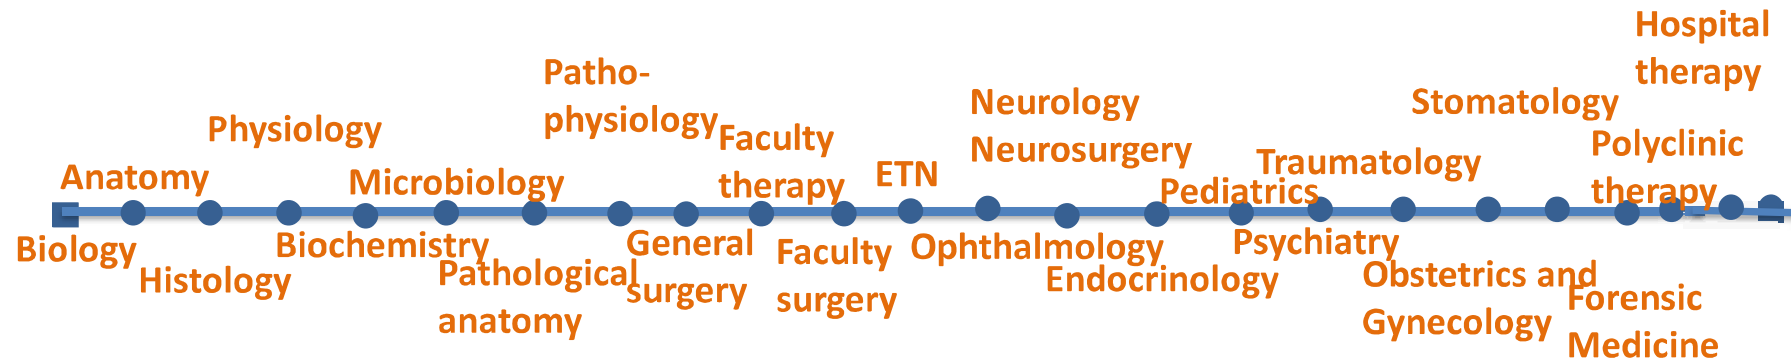 Biology
Anatomy
Histology
Physiology
Biochemistry
Microbiology
Pathological
anatomy
Patho-
physiology
General
surgery
Faculty
therapy
Faculty
surgery
ETN
Ophthalmology
Neurology
Neurosurgery
Endocrinology
Pediatrics
Psychiatry
Traumatology
Obstetrics and
Gynecology
Stomatology
Forensic
Medicine
Polyclinic
therapy
Hospital
therapy